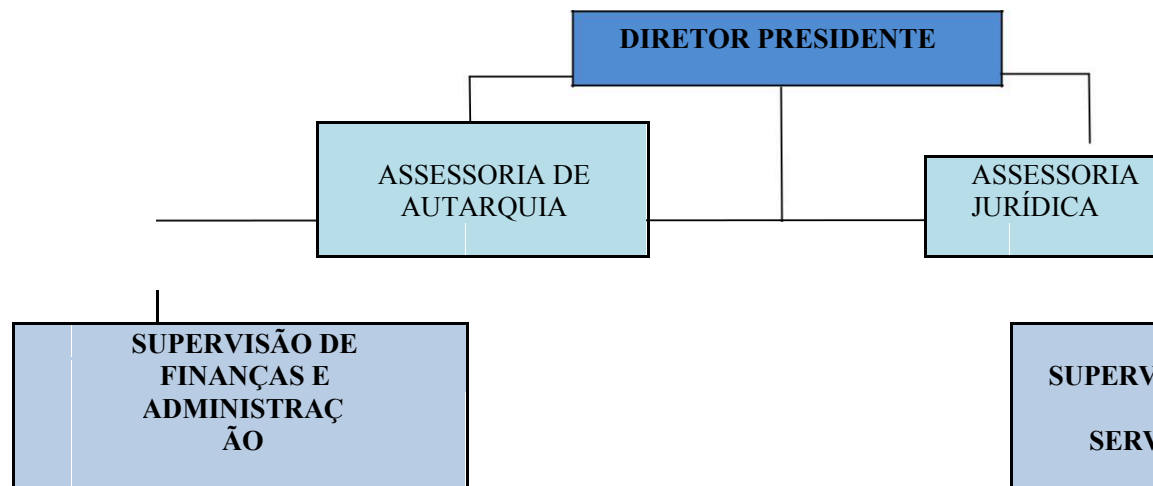 DIRETOR PRESIDENTE
ASSESSORIA DE
AUTARQUIA
ASSESSORIA
JURÍDICA
SUPERVISÃO DE
FINANÇAS E
ADMINISTRAÇ
ÃO